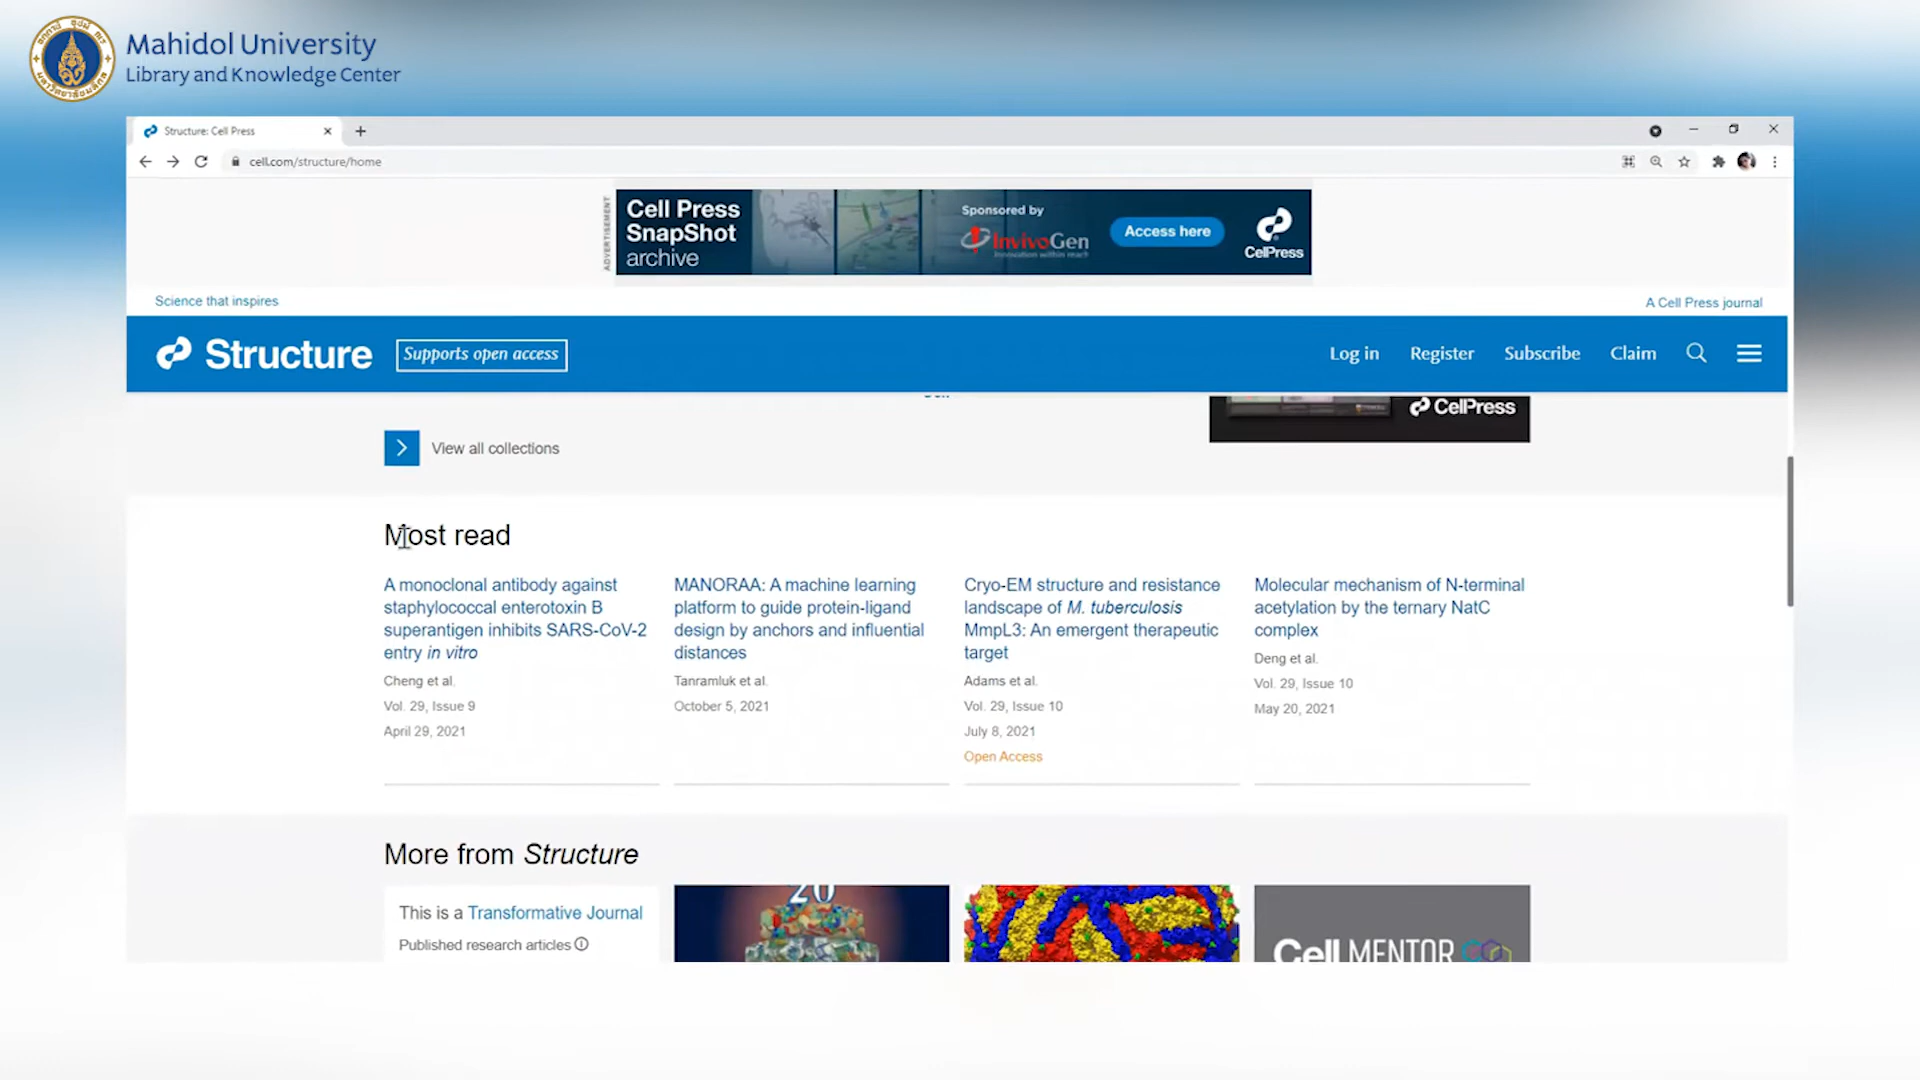 Mahidol University
Library and Knowledge Center
Structure: Cell Press
cell.com/structure/home
ADVERTISEMENT
Cell Press
SnapShot
archive
Sponsored by
InvivoGen
Innovation within reach
Access here
CellPress
Science that inspires
A Cell Press journal
Structure
Supports open access
Log in
Register
Subscribe
Claim
CellPress
View all collections
Most read
A monoclonal antibody against
staphylococcal enterotoxin B
superantigen inhibits SARS-CoV-2
entry in vitro
Cheng et al.
Vol. 29, Issue 9
April 29, 2021
MANORAA: A machine learning
platform to guide protein-ligand
design by anchors and influential
distances
Tanramluk et al.
October 5, 2021
Cryo-EM structure and resistance
landscape of M. tuberculosis
MmpL3: An emergent therapeutic
target
Adams et al.
Vol. 29, Issue 10
July 8, 2021
Open Access
Molecular mechanism of N-terminal
acetylation by the ternary NatC
complex
Deng et al.
Vol. 29, Issue 10
May 20, 2021
More from Structure
This is a Transformative Journal
Published research articles
20
Cell MENTOR